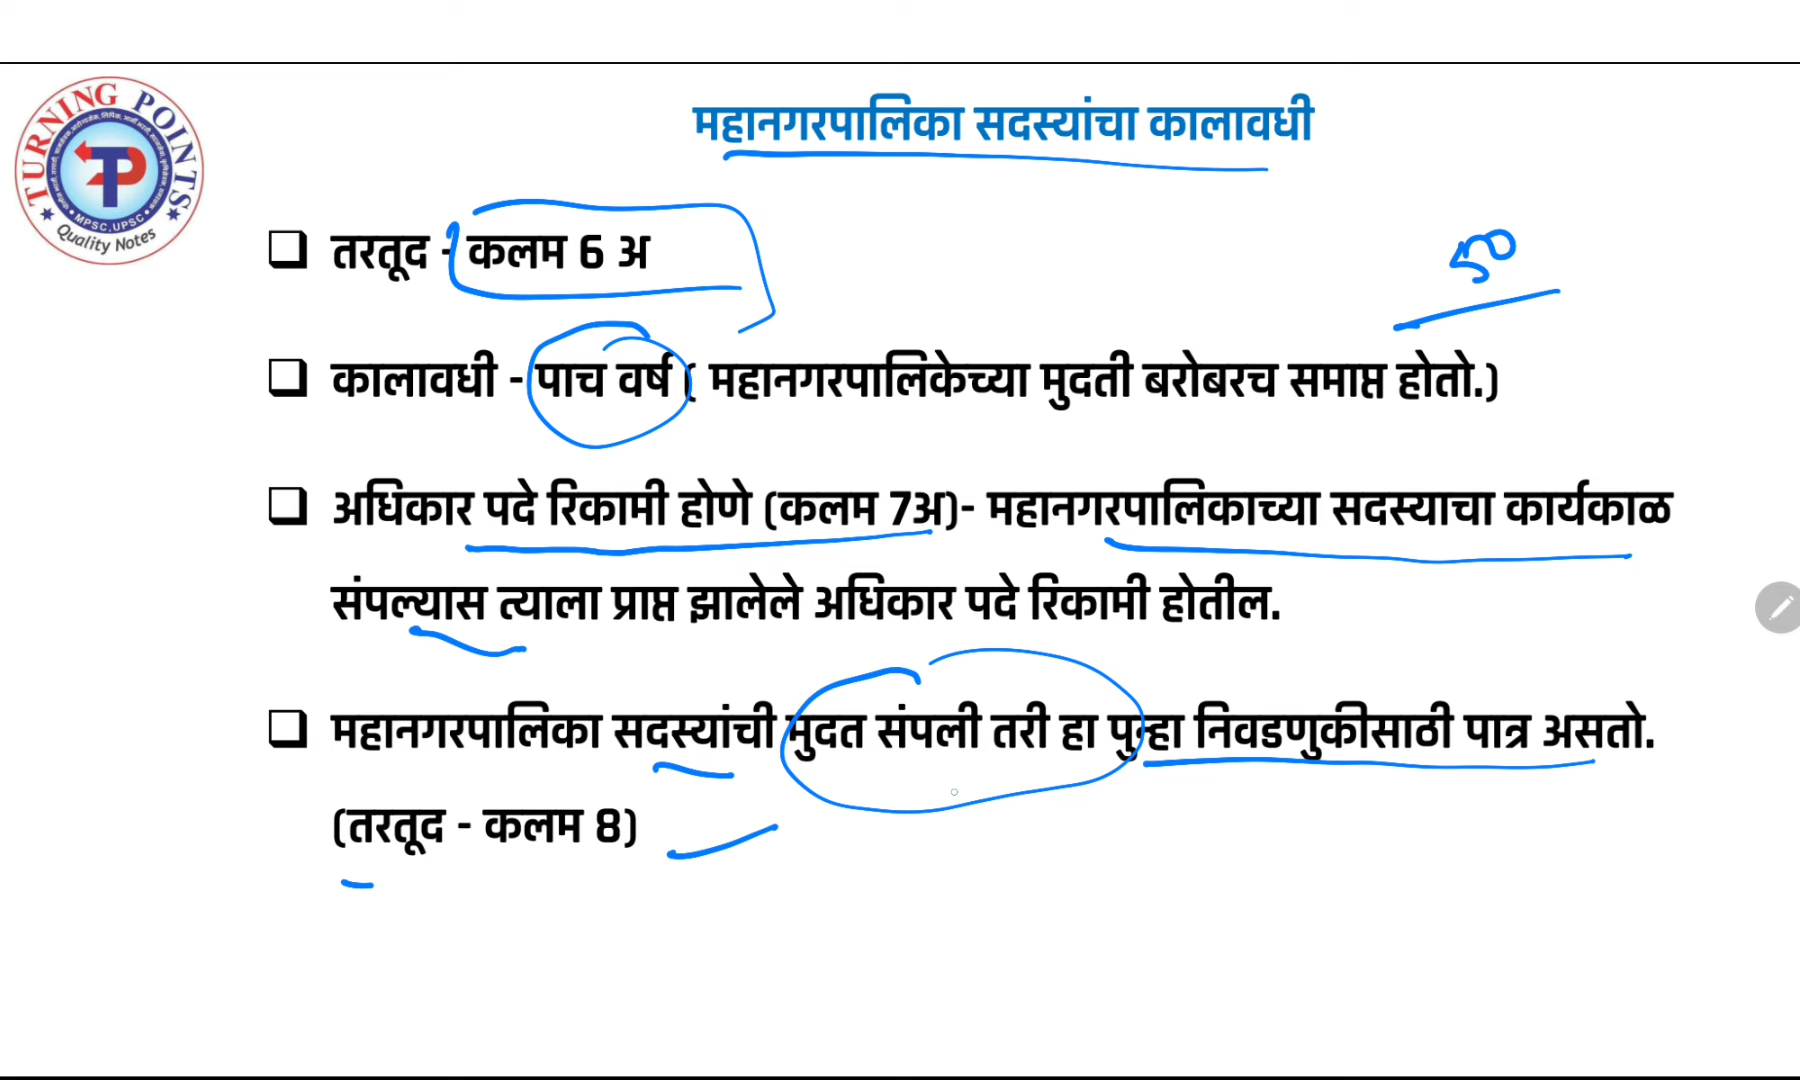 TURNING POINTS
MPSC, UPSC
Quality Notes
TP
महानगरपालिका सदस्यांचा कालावधी
❑ तरतूद - कलम 6 अ
❑ कालावधी - पाच वर्ष ( महानगरपालिकेच्या मुदती बरोबरच समाप्त होतो.)
❑ अधिकार पदे रिकामी होणे (कलम 7अ)- महानगरपालिकाच्या सदस्याचा कार्यकाळ
संपल्यास त्याला प्राप्त झालेले अधिकार पदे रिकामी होतील.
❑ महानगरपालिका सदस्यांची मुदत संपली तरी हा पुन्हा निवडणुकीसाठी पात्र असतो.
(तरतूद - कलम 8)